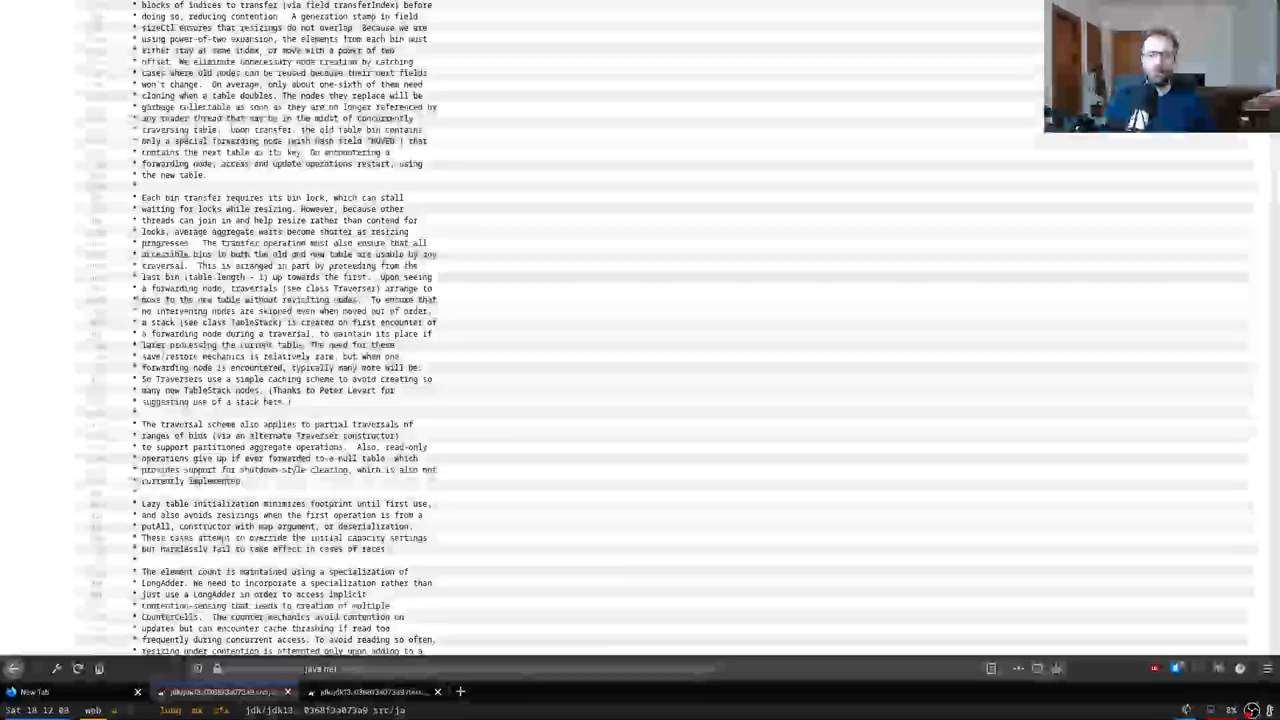 blocks of indices to transfer (via field transferIndex) before
doing so, reducing contention  A generation stamp in field
sizeCtl ensures that resizings do not overlap  Because we are
using power-of-two expansion, the elements from each bin must
either stay at same index, or move with a power of two
offset  We eliminate unnecessary node creation by catching
cases where old nodes can be reused because their next fields
won't change.  On average, only about one-sixth of them need
cloning when a table doubles. The nodes they replace will be
garbage collectable as soon as they are no longer referenced by
any reader thread that may be in the midst of concurrently
traversing table.  Upon transfer, the old table bin contains
only a special forwarding node (with hash field "MOVED") that
contains the next table as its key. On encountering a
forwarding node, access and update operations restart, using
the new table.
*
* Each bin transfer requires its bin lock, which can stall
* waiting for locks while resizing. However, because other
* threads can join in and help resize rather than contend for
* locks, average aggregate waits become shorter as resizing
* progresses  The transfer operation must also ensure that all
* accessible bins in both the old and new table are usable by any
* traversal.  This is arranged in part by proceeding from the
* last bin (table.length - 1) up towards the first.  Upon seeing
* a forwarding node, traversals (see class Traverser) arrange to
* move to the new table without revisiting nodes.  To ensure that
* no intervening nodes are skipped even when moved out of order,
* a stack (see class TableStack) is created on first encounter of
* a forwarding node during a traversal, to maintain its place if
* later processing the current table. The need for these
* save/restore mechanics is relatively rare, but when one
* forwarding node is encountered, typically many more will be.
* So Traversers use a simple caching scheme to avoid creating so
* many new TableStack nodes. (Thanks to Peter Levart for
* suggesting use of a stack here.)
*
* The traversal scheme also applies to partial traversals of
* ranges of bins (via an alternate Traverser constructor)
* to support partitioned aggregate operations.  Also, read-only
* operations give up if ever forwarded to a null table  which
* provides support for shutdown-style clearing, which is also not
* currently implemented.
*
* Lazy table initialization minimizes footprint until first use,
* and also avoids resizings when the first operation is from a
* putAll, constructor with map argument, or deserialization.
* These cases attempt to override the initial capacity settings
* but harmlessly fail to take effect in cases of races
*
* The element count is maintained using a specialization of
* LongAdder. We need to incorporate a specialization rather than
* just use a LongAdder in order to access implicit
* contention-sensing that leads to creation of multiple
* CounterCells.  The counter mechanics avoid contention on
* updates but can encounter cache thrashing if read too
* frequently during concurrent access. To avoid reading so often,
* resizing under contention is attempted only upon adding to a
java.net
New Tab
Sat 18 12 03  web  jdk/jdk13  0368f3a073a9 src/ja